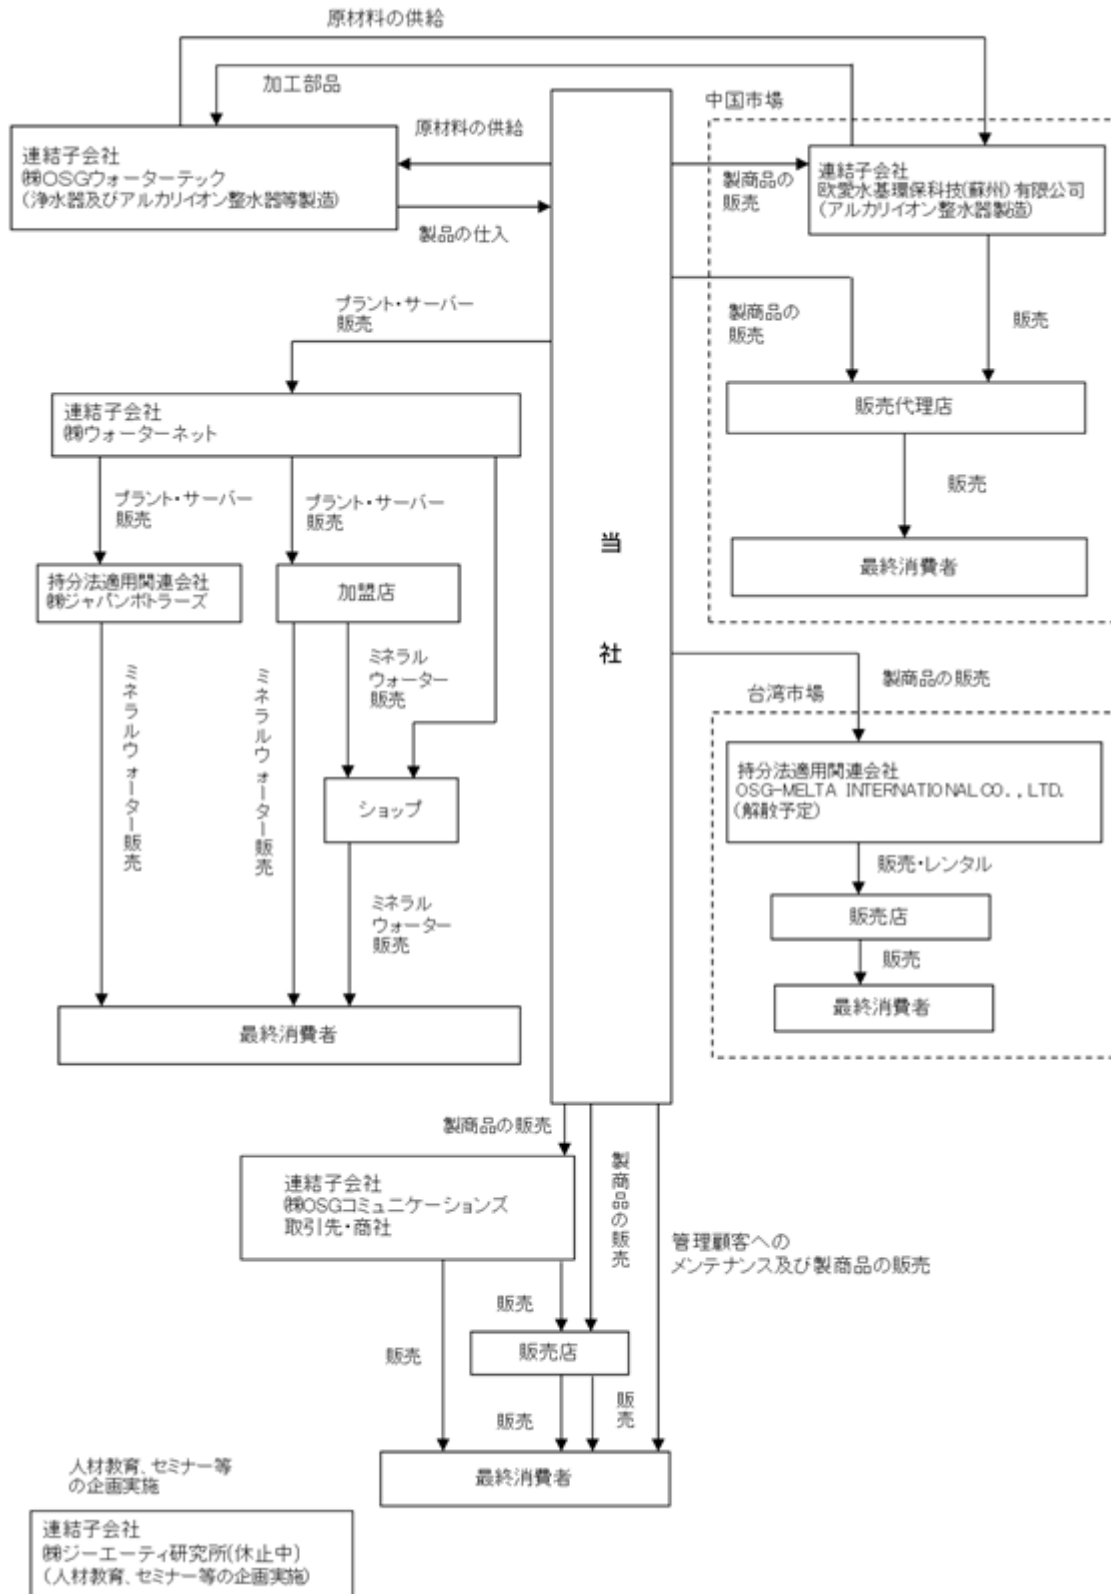 原材料の供給
加工部品
中国市場
原材料の供給
連結子会社
㈱OSGウォーターテック
(浄水器及びアルカリイオン整水器等製造)
製商品の
販売
連結子会社
欧愛水基環保科技(蘇州)有限公司
(アルカリイオン整水器製造)
製品の仕入
プラント・サーバー
販売
製商品の
販売
販売
連結子会社
㈱ウォーターネット
販売代理店
プラント・サーバー
販売
プラント・サーバー
販売
販売
当
社
最終消費者
持分法適用関連会社
㈱ジャパンボトラーズ
加盟店
ミネラルウォーター販売
ミネラルウォーター販売
ミネラル
ウォーター
販売
製商品の販売
台湾市場
持分法適用関連会社
OSG-MELTA INTERNATIONAL CO.,LTD.
(解散予定)
ショップ
販売・レンタル
販売店
ミネラル
ウォーター
販売
販売
最終消費者
最終消費者
製商品の販売
製商品の販売
連結子会社
㈱OSGコミュニケーションズ
取引先・商社
管理顧客への
メンテナンス及び製商品の販売
販売
販売
販売店
販売
販売
最終消費者
人材教育、セミナー等
の企画実施
連結子会社
㈱ジーエーティ研究所(休止中)
(人材教育、セミナー等の企画実施)